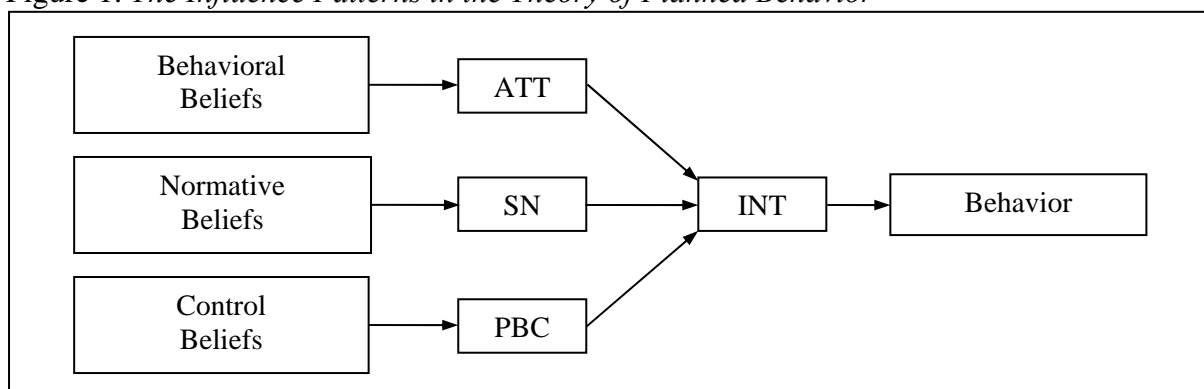 Figure 1. The Influence Patterns in the Theory of Planned Behavior
Behavioral
Beliefs
ATT
Normative
Beliefs
SN
INT
Behavior
Control
Beliefs
PBC